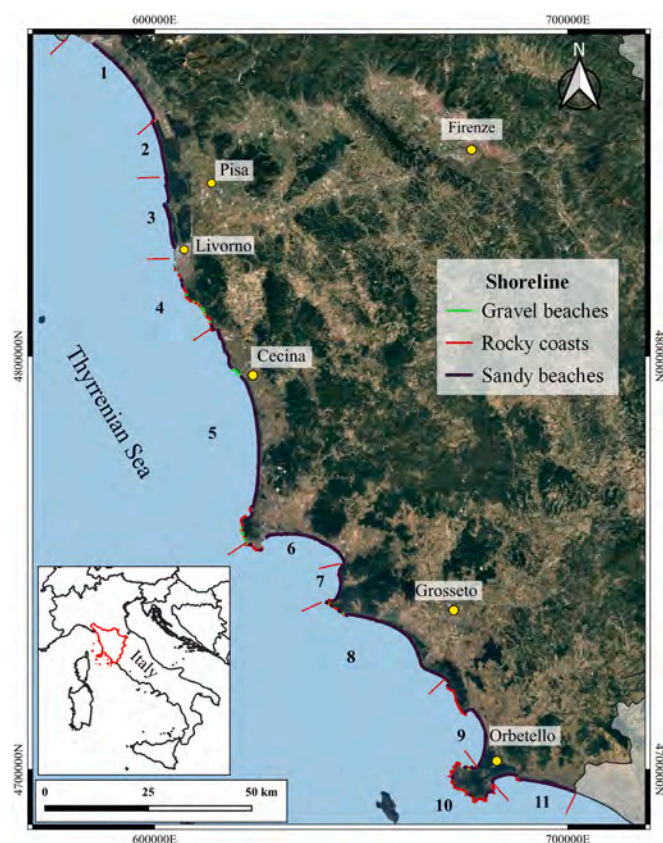 600000E
700000E
N
1
Firenze
2
Pisa
3
Livorno
Shoreline
Gravel beaches
Rocky coasts
Sandy beaches
4
4800000N
4800000N
Cecina
Thyrrenian Sea
5
6
7
Grosseto
8
Italy
9
Orbetello
4700000N
4700000N
10
11
0 25 50 km
600000E
700000E